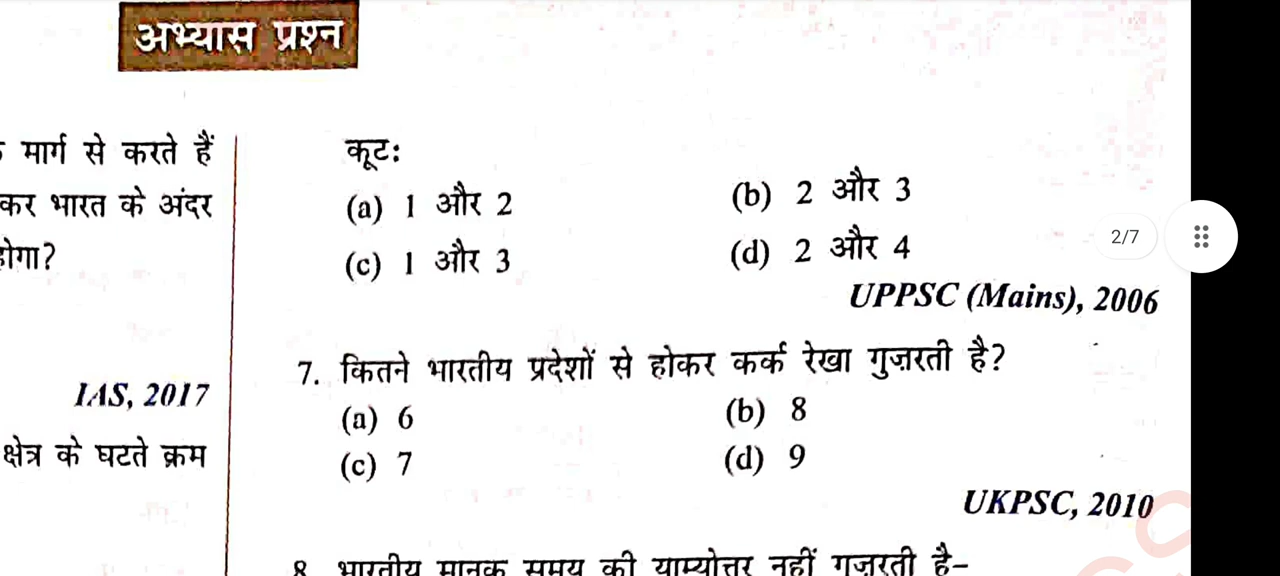 अभ्यास प्रश्न
मार्ग से करते हैं
कर भारत के अंदर
होगा?
IAS, 2017
क्षेत्र के घटते क्रम
कूटः
(a) 1 और 2
(b) 2 और 3
(c) 1 और 3
(d) 2 और 4
UPPSC (Mains), 2006
7. कितने भारतीय प्रदेशों से होकर कर्क रेखा गुज़रती है?
(a) 6
(b) 8
(c) 7
(d) 9
UKPSC, 2010
8. भारतीय मानक समय की याम्योत्तर नहीं गुज़रती है–
2/7